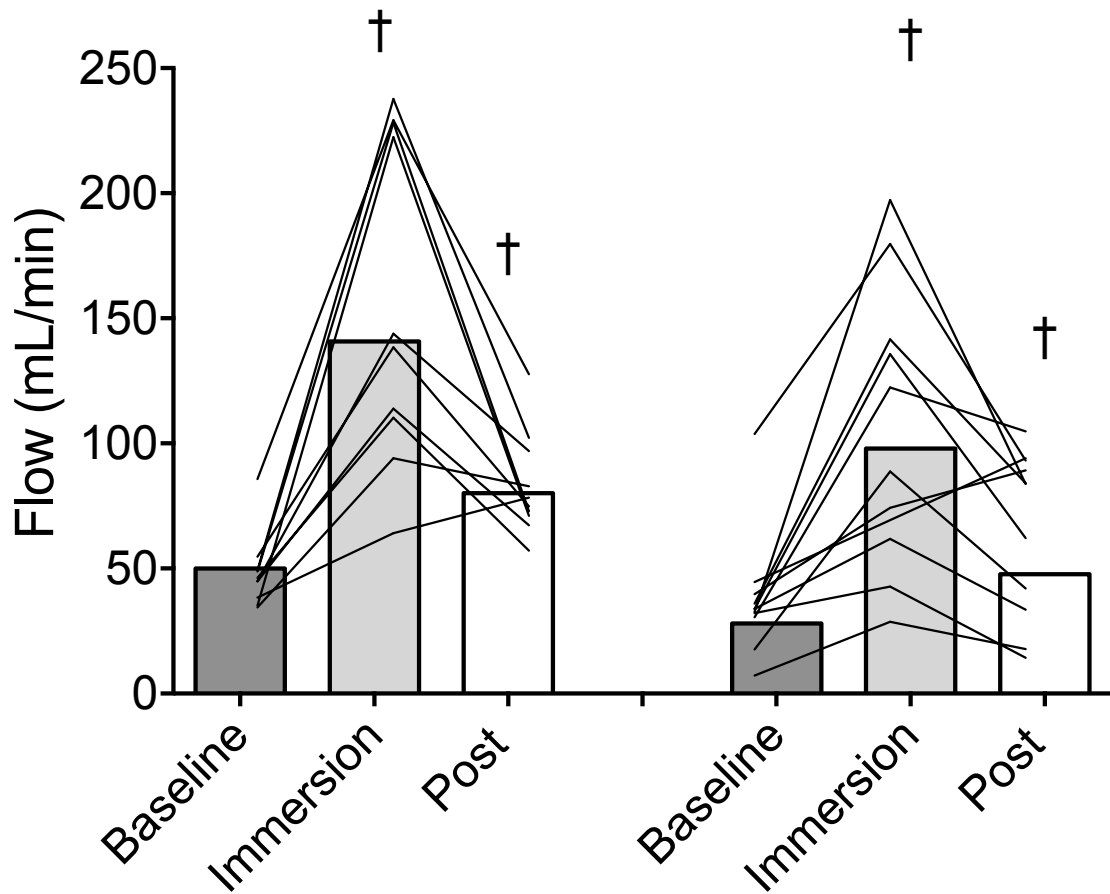 †
†
250
200
†
150
†
100
50
0
Flow (mL/min)
Baseline
Immersion
Post
Baseline
Immersion
Post